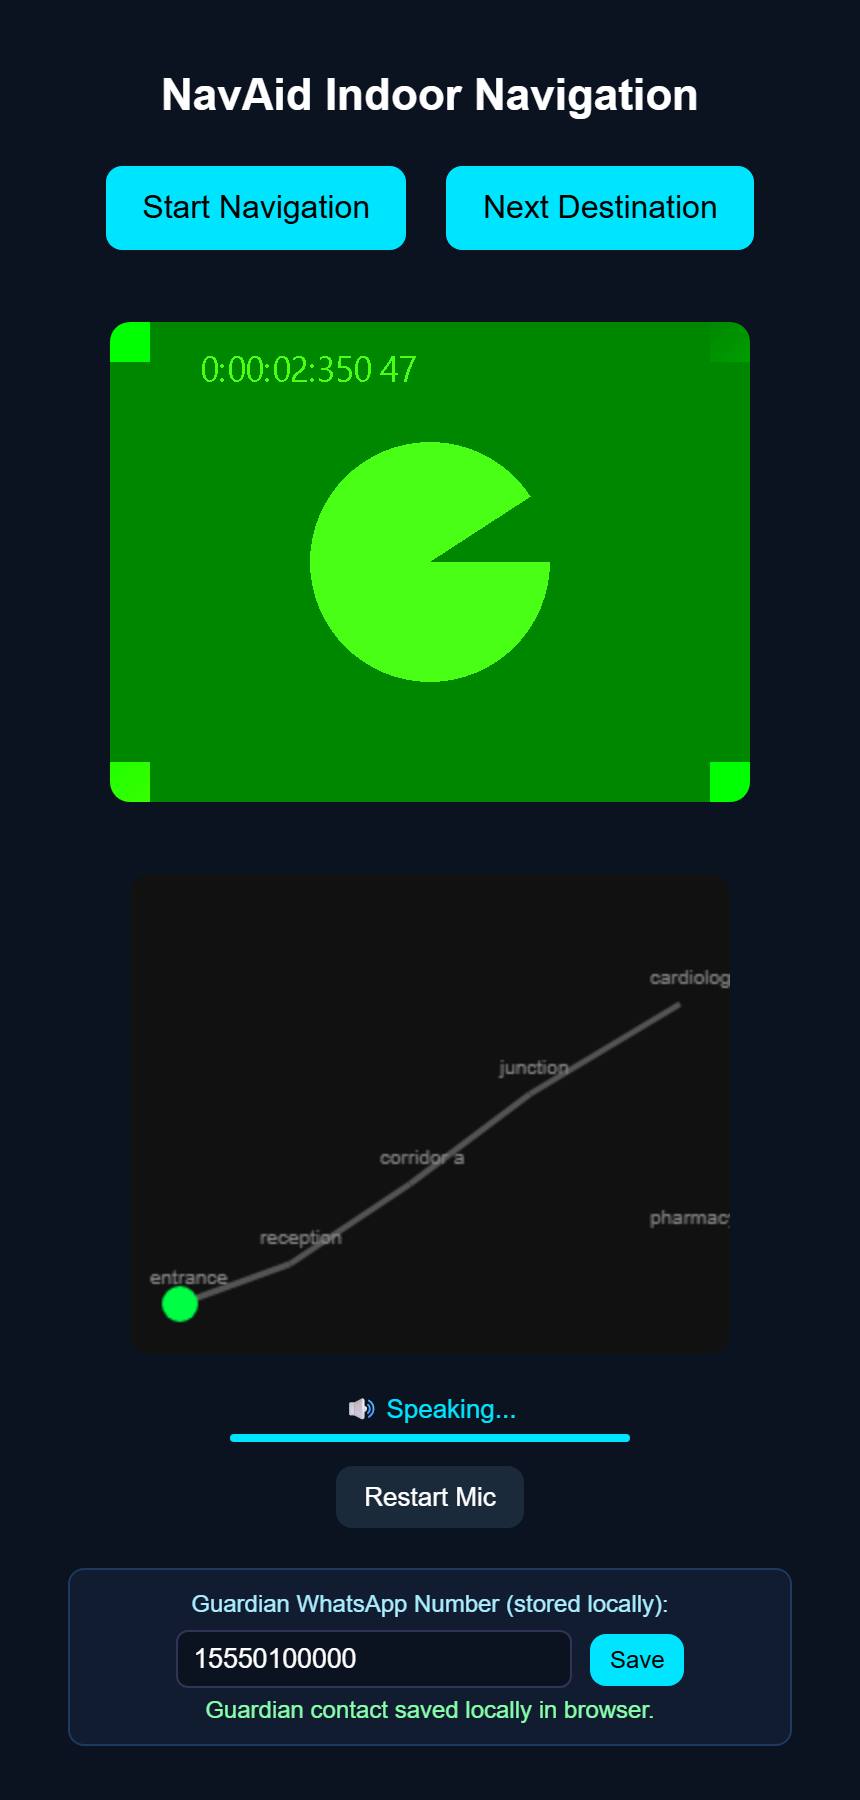 NavAid Indoor Navigation
Start Navigation
Next Destination
0:00:02:350 47
cardiolog
junction
corridor a
pharmac
reception
entrance
🔊 Speaking...
Restart Mic
Guardian WhatsApp Number (stored locally):
15550100000
Save
Guardian contact saved locally in browser.